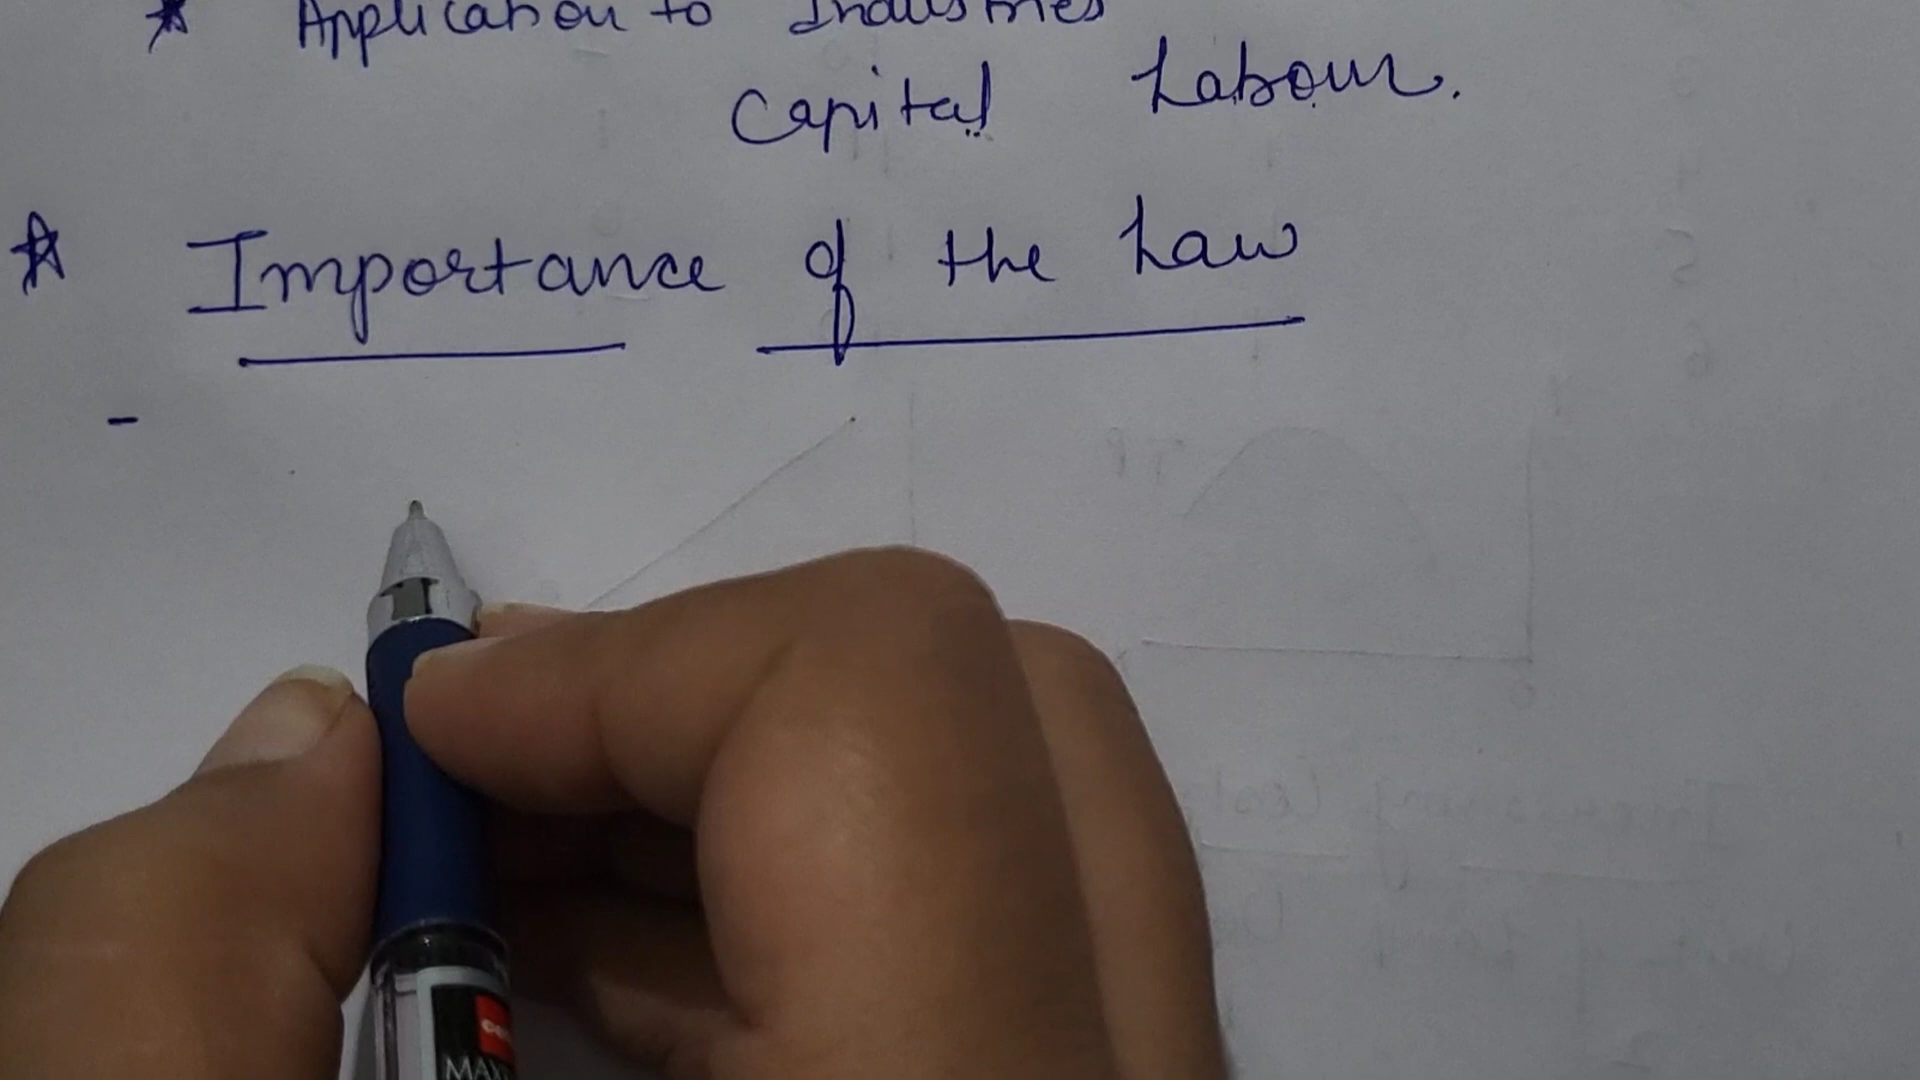 * Application to Industries
Capital Labour.
☆ Importance of the Law
-